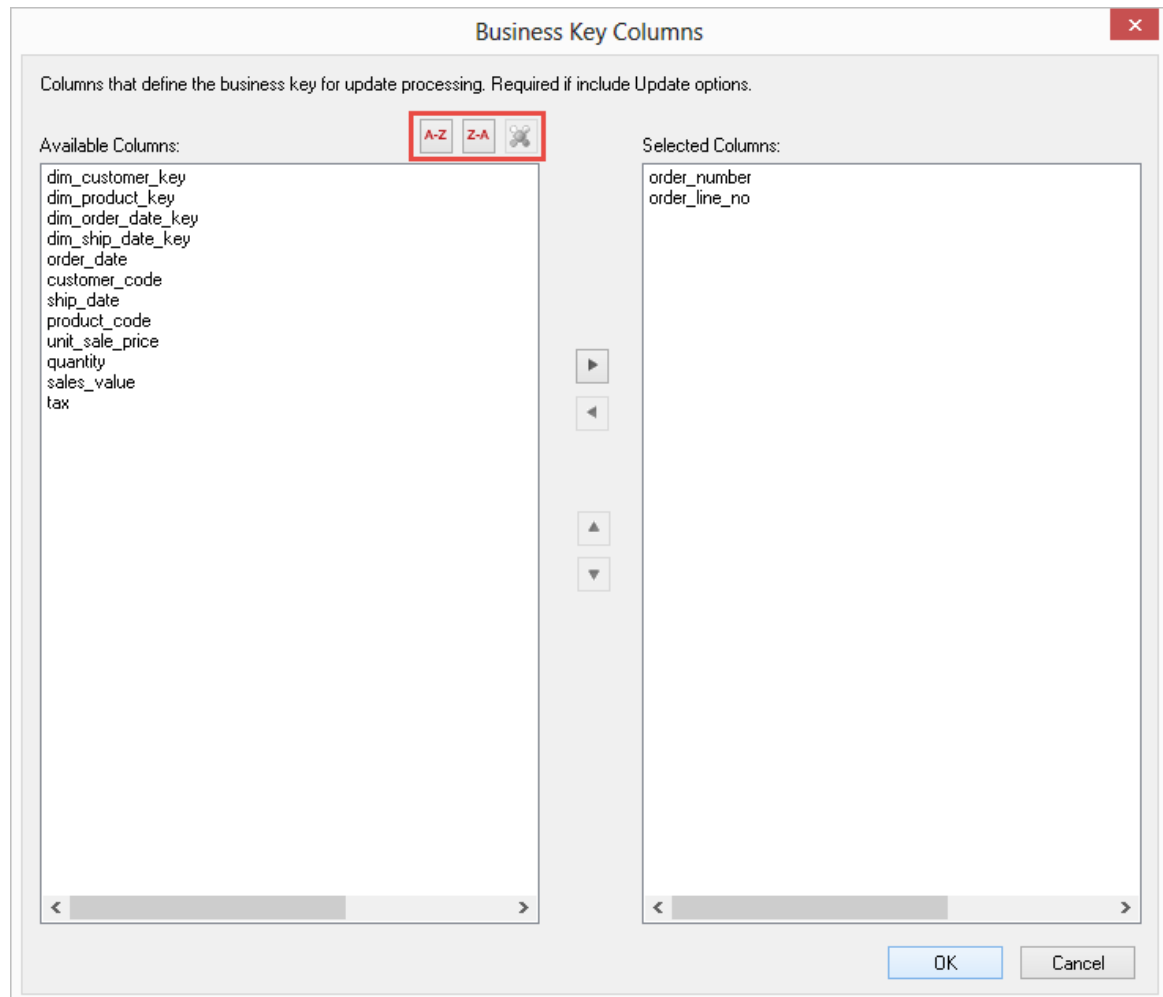 Business Key Columns
Columns that define the business key for update processing. Required if include Update options.
A-Z Z-A
Available Columns:
dim_customer_key
dim_product_key
dim_order_date_key
dim_ship_date_key
order_date
customer_code
ship_date
product_code
unit_sale_price
quantity
sales_value
tax
Selected Columns:
order_number
order_line_no
OK
Cancel